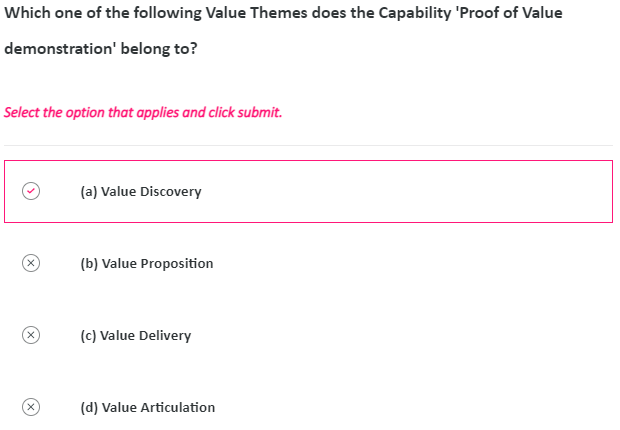 Which one of the following Value Themes does the Capability 'Proof of Value
demonstration' belong to?
Select the option that applies and click submit.
(a) Value Discovery
(b) Value Proposition
(c) Value Delivery
(d) Value Articulation